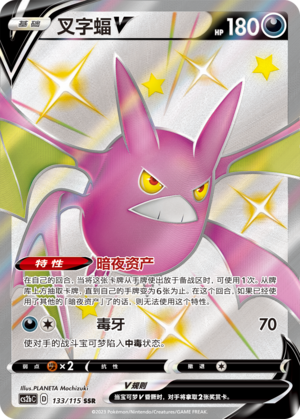 基础
叉字蝠V
HP 180
特性 暗夜资产
在自己的回合,当将这张卡牌从手牌使出放于备战区时,可使用1次。从牌
库上方抽取卡牌,直到自己的手牌变为6张为止。在这个回合,如果已经使
用了其他的「暗夜资产」的话,则无法使用这个特性。
毒牙 70
使对手的战斗宝可梦陷入中毒状态。
弱点 ×2 抵抗力 撤退
Illus. PLANETA Mochizuki
V规则
当宝可梦V昏厥时,对手将拿取2张奖赏卡。
cs2b C D 133/115 SSR
©2021 Pokémon/Nintendo/Creatures/GAME FREAK